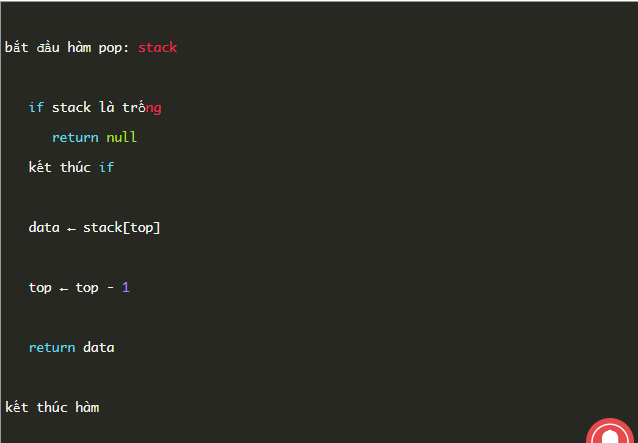 bắt đầu hàm pop: stack
if stack là trống
return null
kết thúc if
data ← stack[top]
top ← top - 1
return data
kết thúc hàm